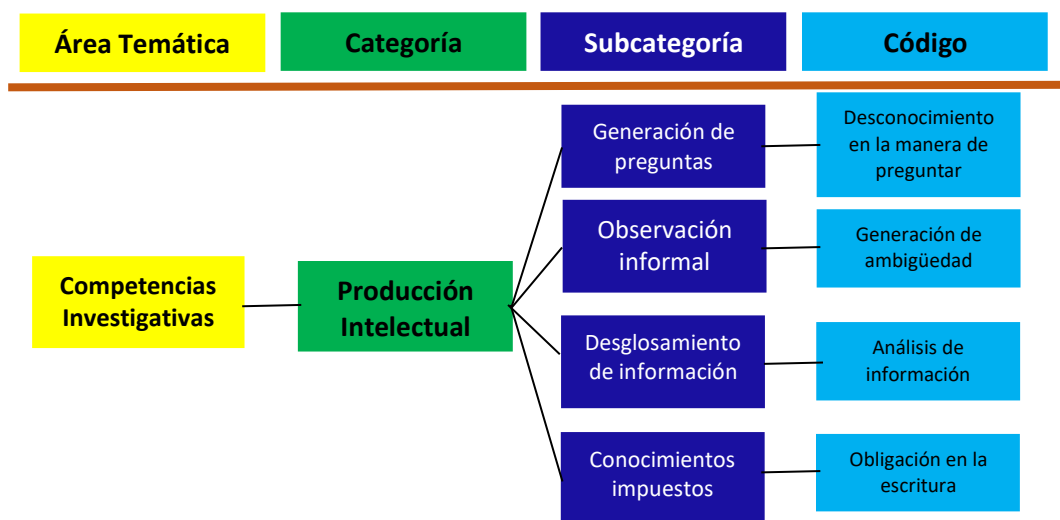 Área Temática
Categoría
Subcategoría
Código
Competencias
Investigativas
Producción
Intelectual
Generación de
preguntas
Desconocimiento
en la manera de
preguntar
Observación
informal
Generación de
ambigüedad
Desglosamiento
de información
Análisis de
información
Conocimientos
impuestos
Obligación en la
escritura